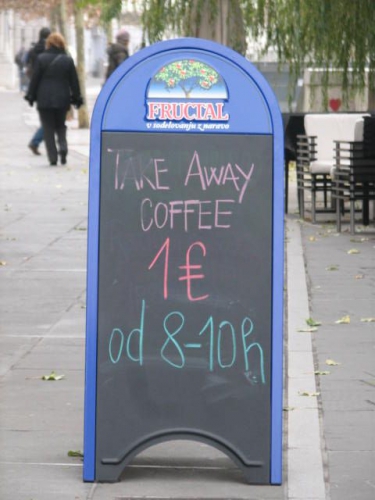 FRUCTAL
v sodelovanju z naravo
TAKE AWAY
COFFEE
1€
od 8-10h